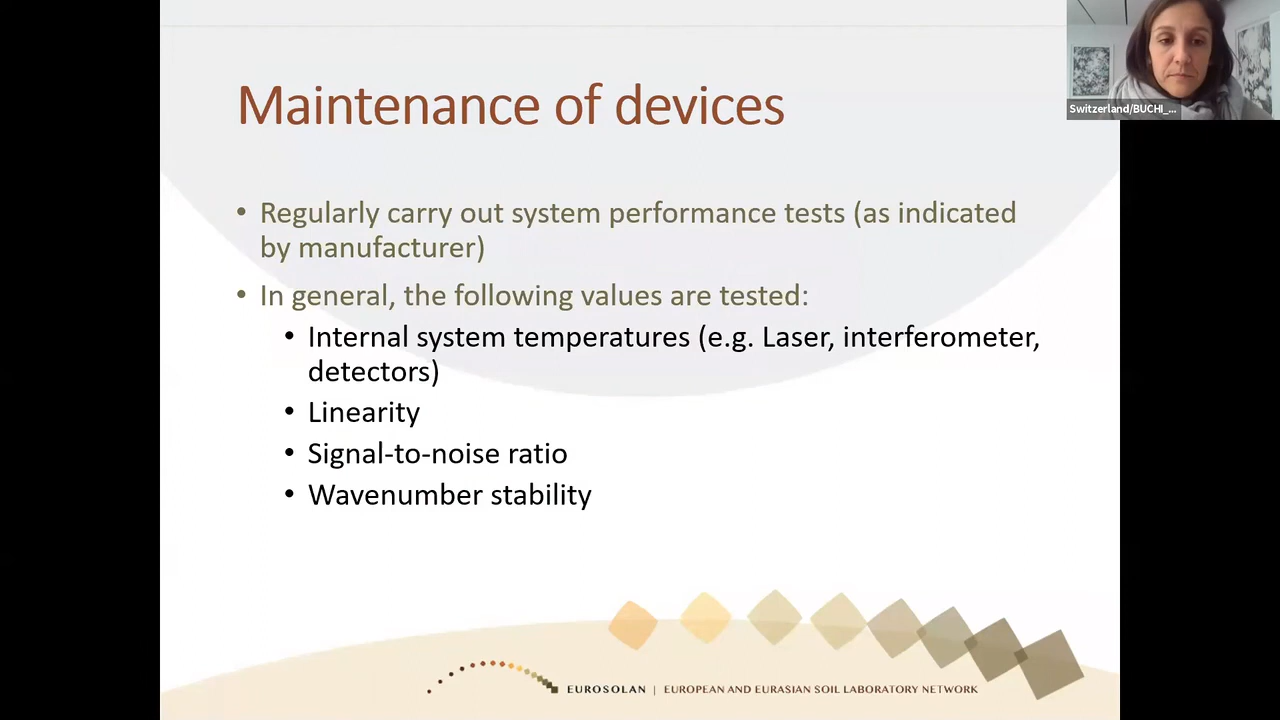 Maintenance of devices
• Regularly carry out system performance tests (as indicated
by manufacturer)
• In general, the following values are tested:
• Internal system temperatures (e.g. Laser, interferometer,
detectors)
• Linearity
• Signal-to-noise ratio
• Wavenumber stability
EUROSOLAN | EUROPEAN AND EURASIAN SOIL LABORATORY NETWORK
Switzerland/BUCHI_...